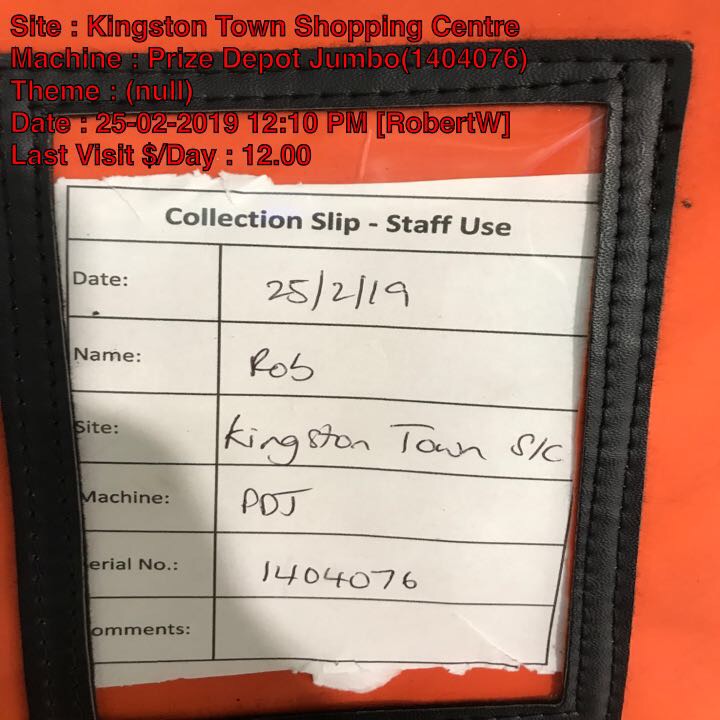 Site : Kingston Town Shopping Centre
Machine : Prize Depot Jumbo(1404076)
Theme : (null)
Date : 25-02-2019 12:10 PM [RobertW]
Last Visit $/Day : 12.00
Collection Slip - Staff Use
Date: 25/2/19
Name: Rob
Site: Kingston Town S/C
Machine: PDJ
erial No.: 1404076
omments: